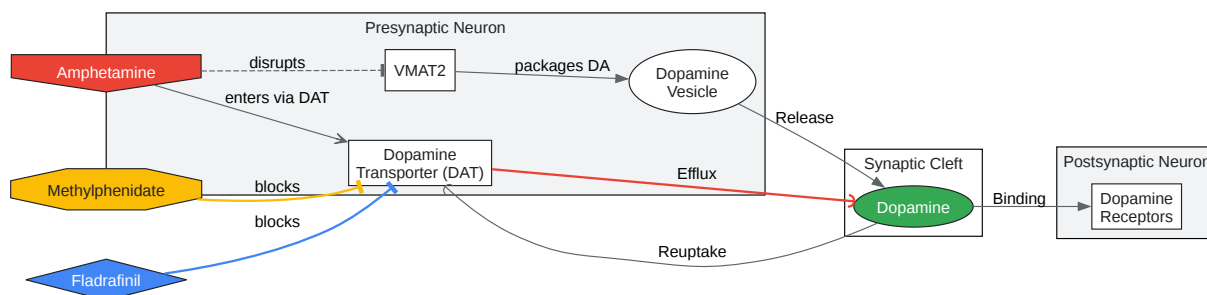 Presynaptic Neuron
Amphetamine
disrupts
VMAT2
packages DA
Dopamine
Vesicle
enters via DAT
Release
Dopamine
Transporter (DAT)
Efflux
Synaptic Cleft
Postsynaptic Neuron
Methylphenidate
blocks
Dopamine
Binding
Dopamine
Receptors
blocks
Reuptake
Fladrafinil